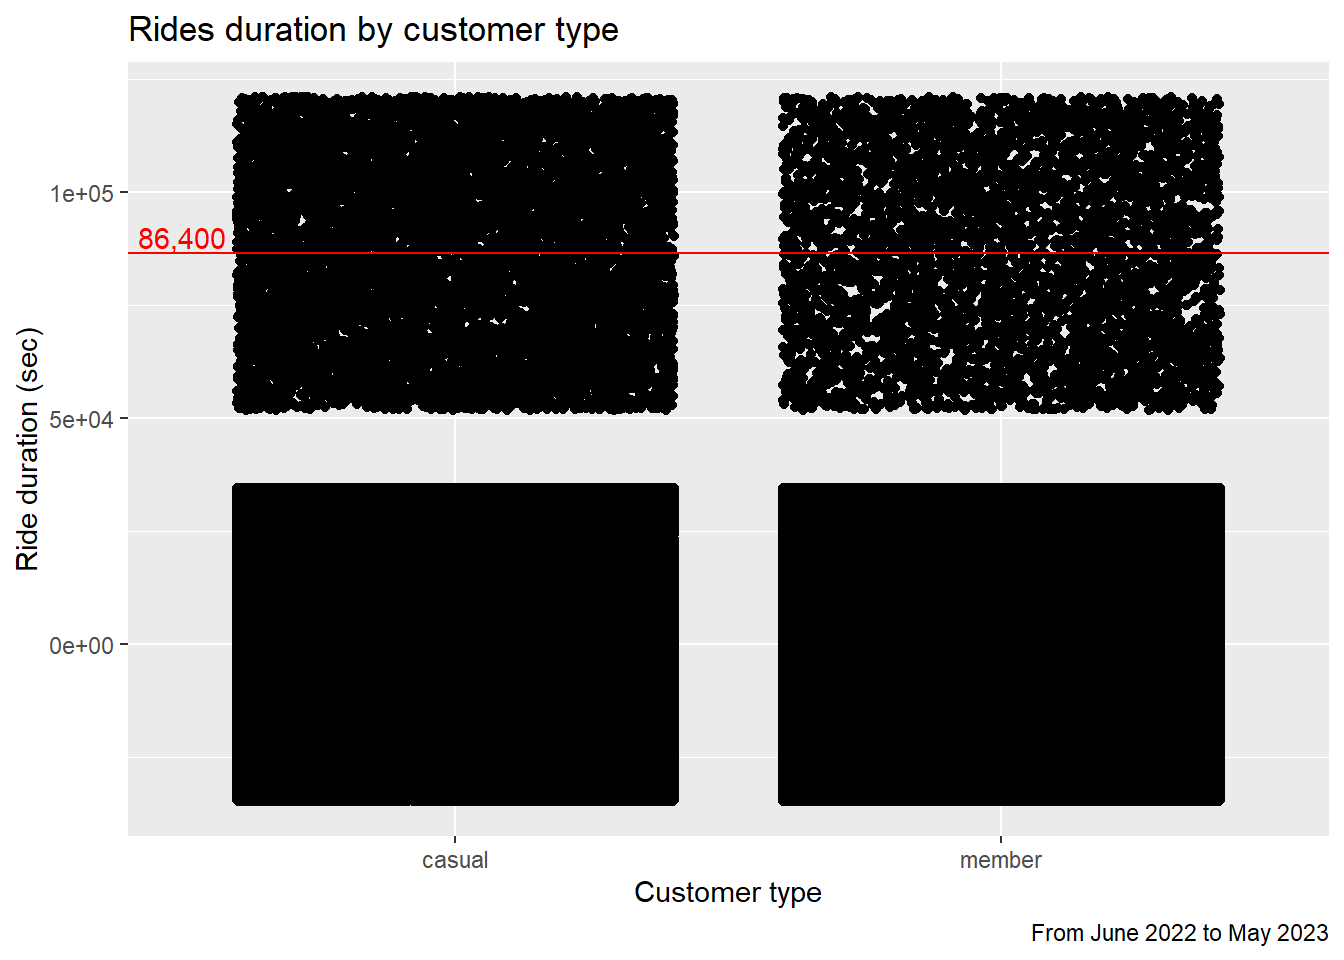 Rides duration by customer type
1e+05
86,400
5e+04
0e+00
Ride duration (sec)
casual
member
Customer type
From June 2022 to May 2023